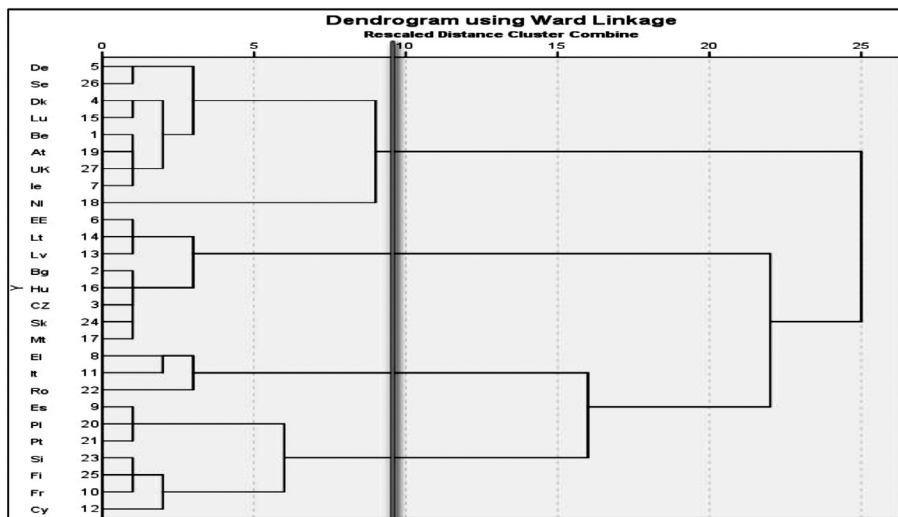 Dendrogram using Ward Linkage
Rescaled Distance Cluster Combine
0 5 10 15 20 25
De 5
Se 26
Dk 4
Lu 15
Be 1
At 19
UK 27
Ie 7
Nl 18
EE 6
Lt 14
Lv 13
Bg 2
Y Hu 16
CZ 3
Sk 24
Mt 17
El 8
It 11
Ro 22
Es 9
Pl 20
Pt 21
Si 23
Fi 25
Fr 10
Cy 12